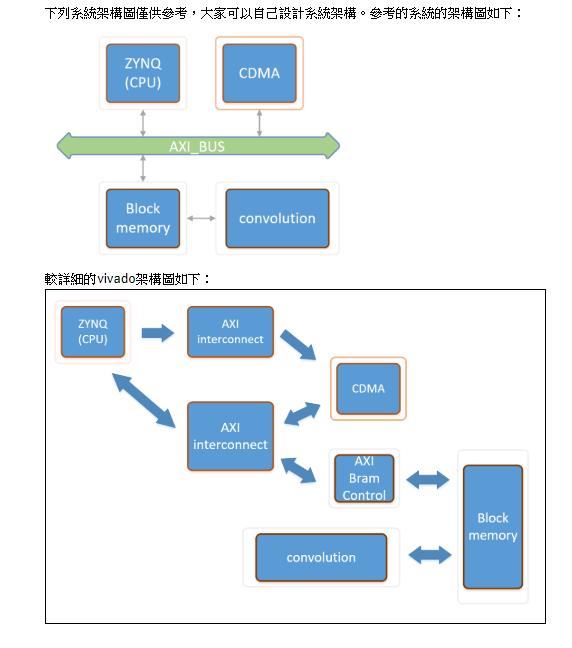 下列系統架構圖僅供參考，大家可以自己設計系統架構。參考的系統的架構圖如下：
ZYNQ
(CPU)
CDMA
AXI_BUS
Block
memory
convolution
較詳細的vivado架構圖如下：
ZYNQ
(CPU)
AXI
interconnect
CDMA
AXI
interconnect
AXI
Bram
Control
Block
memory
convolution